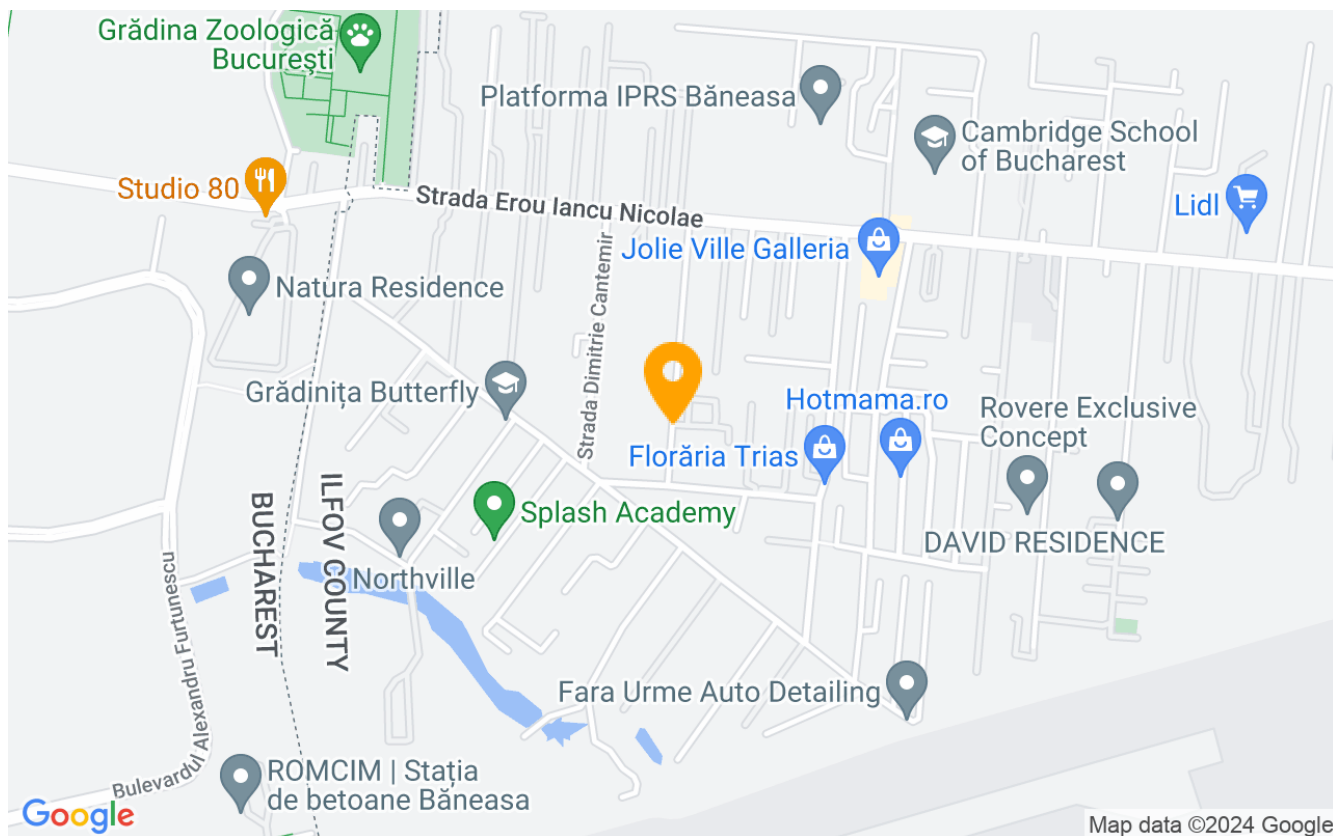 Grădina Zoologică
București
Platforma IPRS Băneasa
Cambridge School
of Bucharest
Studio 80
Strada Erou Iancu Nicolae
Lidl
Jolie Ville Galleria
Natura Residence
Strada Dimitrie Cantemir
Grădinița Butterfly
Hotmama.ro
Rovere Exclusive
Concept
Florăria Trias
Splash Academy
BUCHAREST
ILFOV COUNTY
DAVID RESIDENCE
Northville
Bulevardul Alexandru Furtunescu
Fara Urme Auto Detailing
ROMCIM | Stația
de betoane Băneasa
Google
Map data ©2024 Google